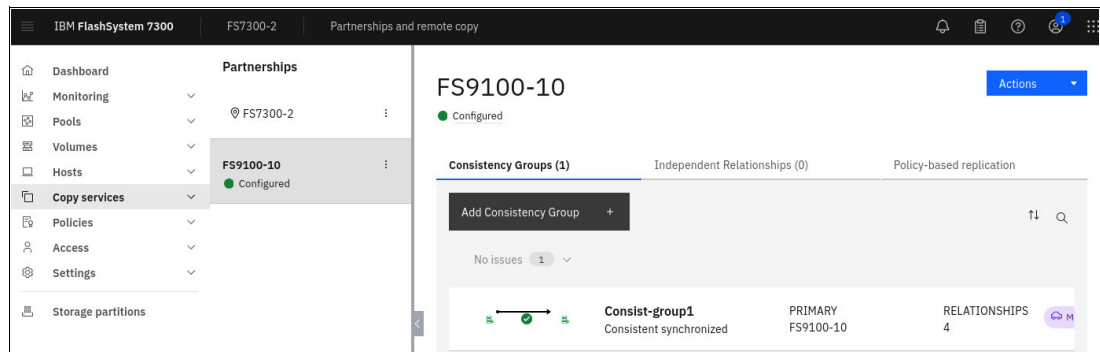 IBM FlashSystem 7300 FS7300-2 Partnerships and remote copy 1
Dashboard
Monitoring
Pools
Volumes
Hosts
Copy services
Policies
Access
Settings
Storage partitions
Partnerships
FS7300-2
FS9100-10
Configured
FS9100-10
Configured
Actions
Consistency Groups (1) Independent Relationships (0) Policy-based replication
Add Consistency Group +
No issues 1
Consist-group1 PRIMARY RELATIONSHIPS
Consistent synchronized FS9100-10 4
M